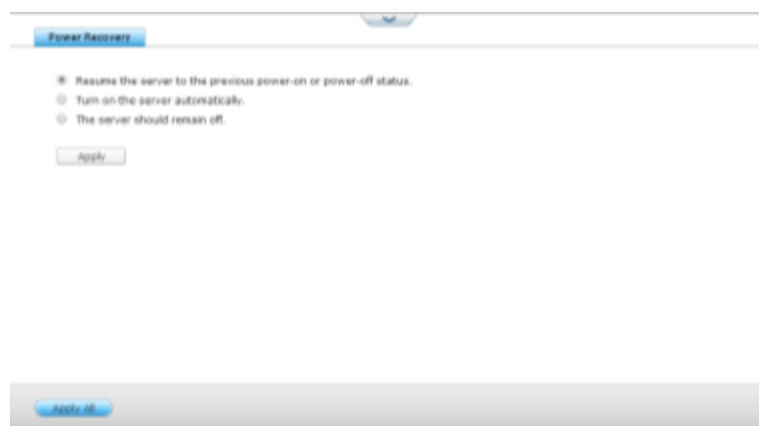 Power Recovery
Resume the server to the previous power-on or power-off status.
Turn on the server automatically.
The server should remain off.
Apply
Apply All